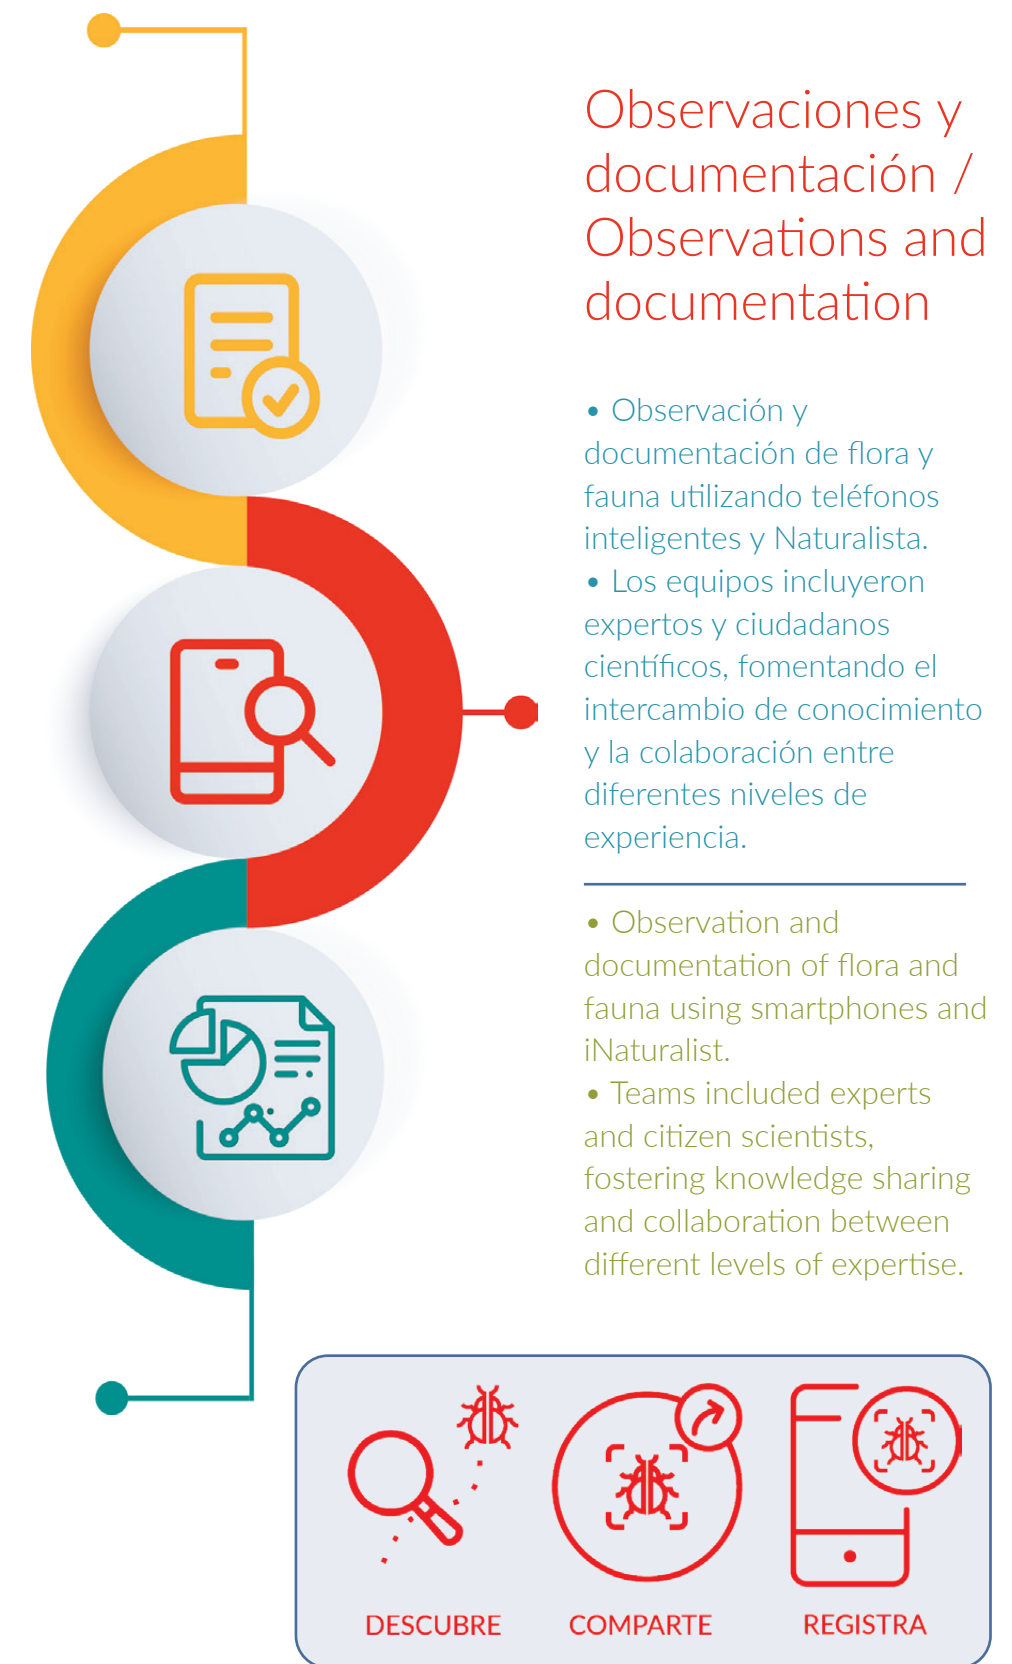 Observaciones y
documentación /
Observations and
documentation
• Observación y
documentación de flora y
fauna utilizando teléfonos
inteligentes y Naturalista.
• Los equipos incluyeron
expertos y ciudadanos
científicos, fomentando el
intercambio de conocimiento
y la colaboración entre
diferentes niveles de
experiencia.
• Observation and
documentation of flora and
fauna using smartphones and
iNaturalist.
• Teams included experts
and citizen scientists,
fostering knowledge sharing
and collaboration between
different levels of expertise.
DESCUBRE COMPARTE REGISTRA